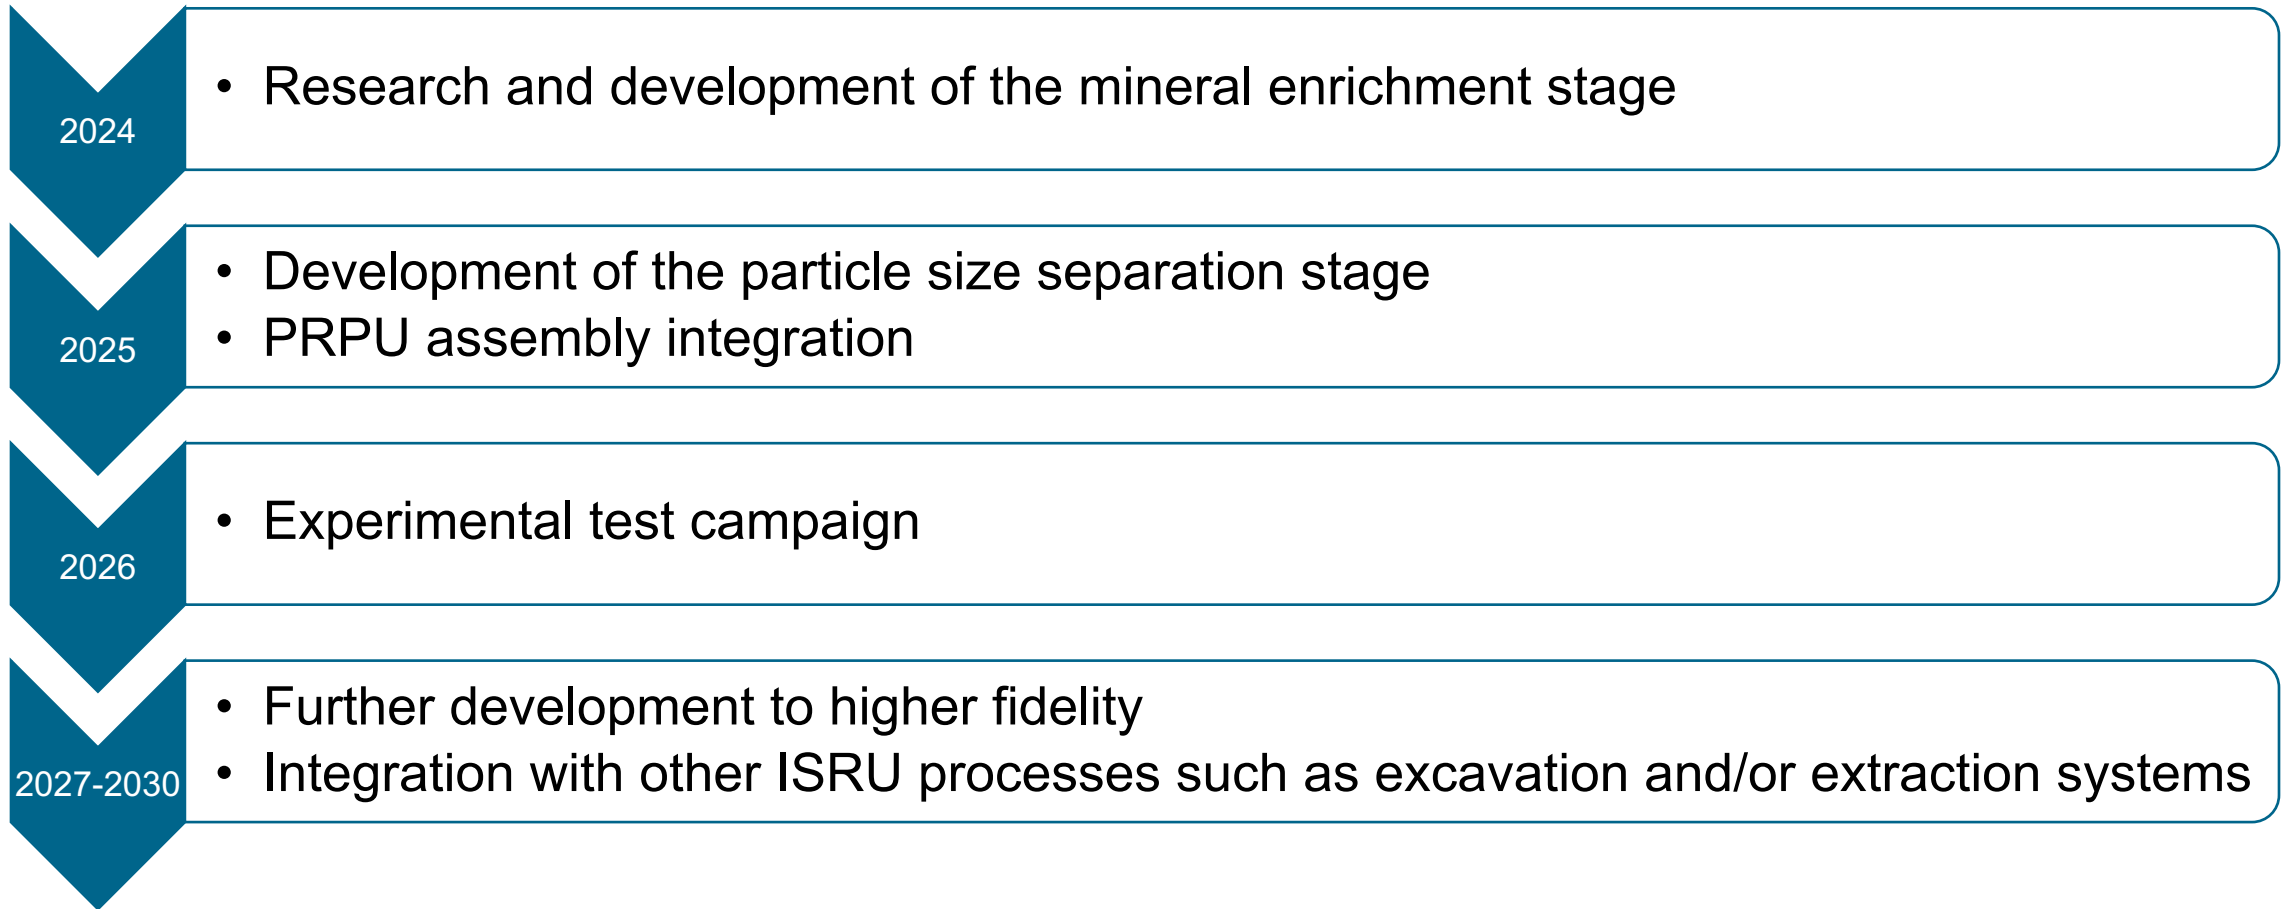 2024
• Research and development of the mineral enrichment stage
2025
• Development of the particle size separation stage
• PRPU assembly integration
2026
• Experimental test campaign
2027-2030
• Further development to higher fidelity
• Integration with other ISRU processes such as excavation and/or extraction systems